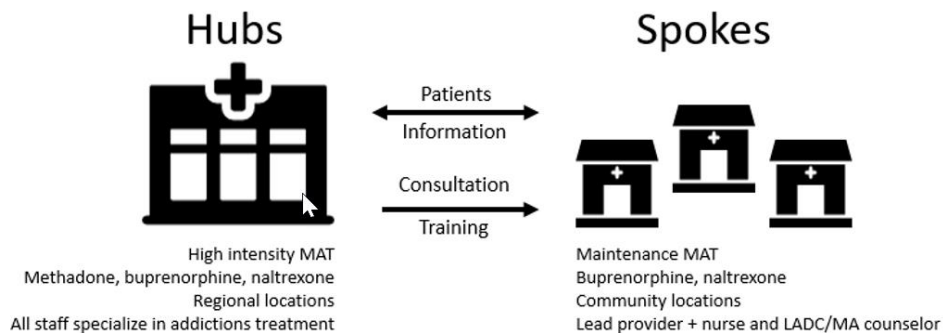 Hubs
Spokes
Patients
Information
Consultation
Training
High intensity MAT
Methadone, buprenorphine, naltrexone
Regional locations
All staff specialize in addictions treatment
Maintenance MAT
Buprenorphine, naltrexone
Community locations
Lead provider + nurse and LADC/MA counselor